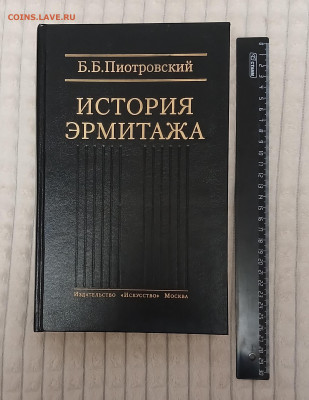 COINS.LAVE.RU
Б.Б.Пиотровский
ИСТОРИЯ
ЭРМИТАЖА
Издательство «Искусство» Москва